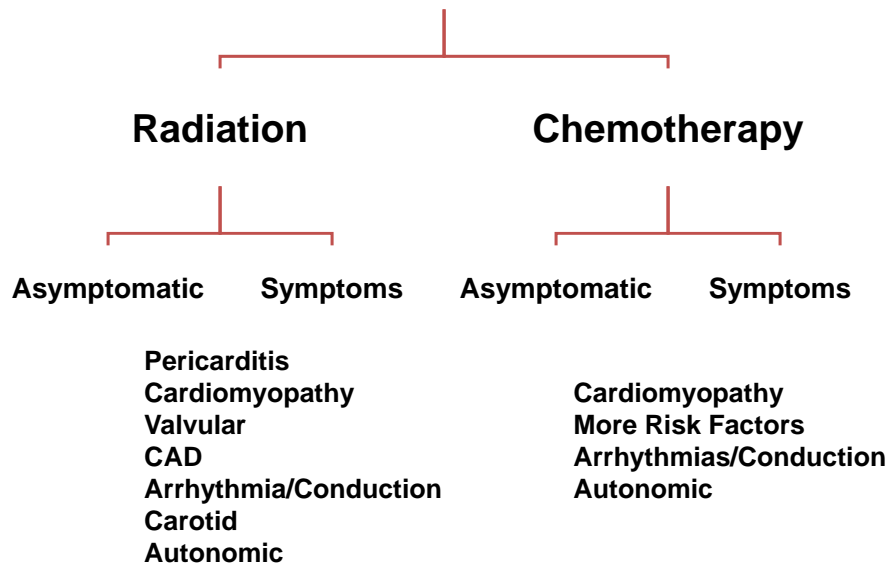 Radiation Chemotherapy
Asymptomatic Symptoms Asymptomatic Symptoms
Pericarditis
Cardiomyopathy
Valvular
CAD
Arrhythmia/Conduction
Carotid
Autonomic
Cardiomyopathy
More Risk Factors
Arrhythmias/Conduction
Autonomic